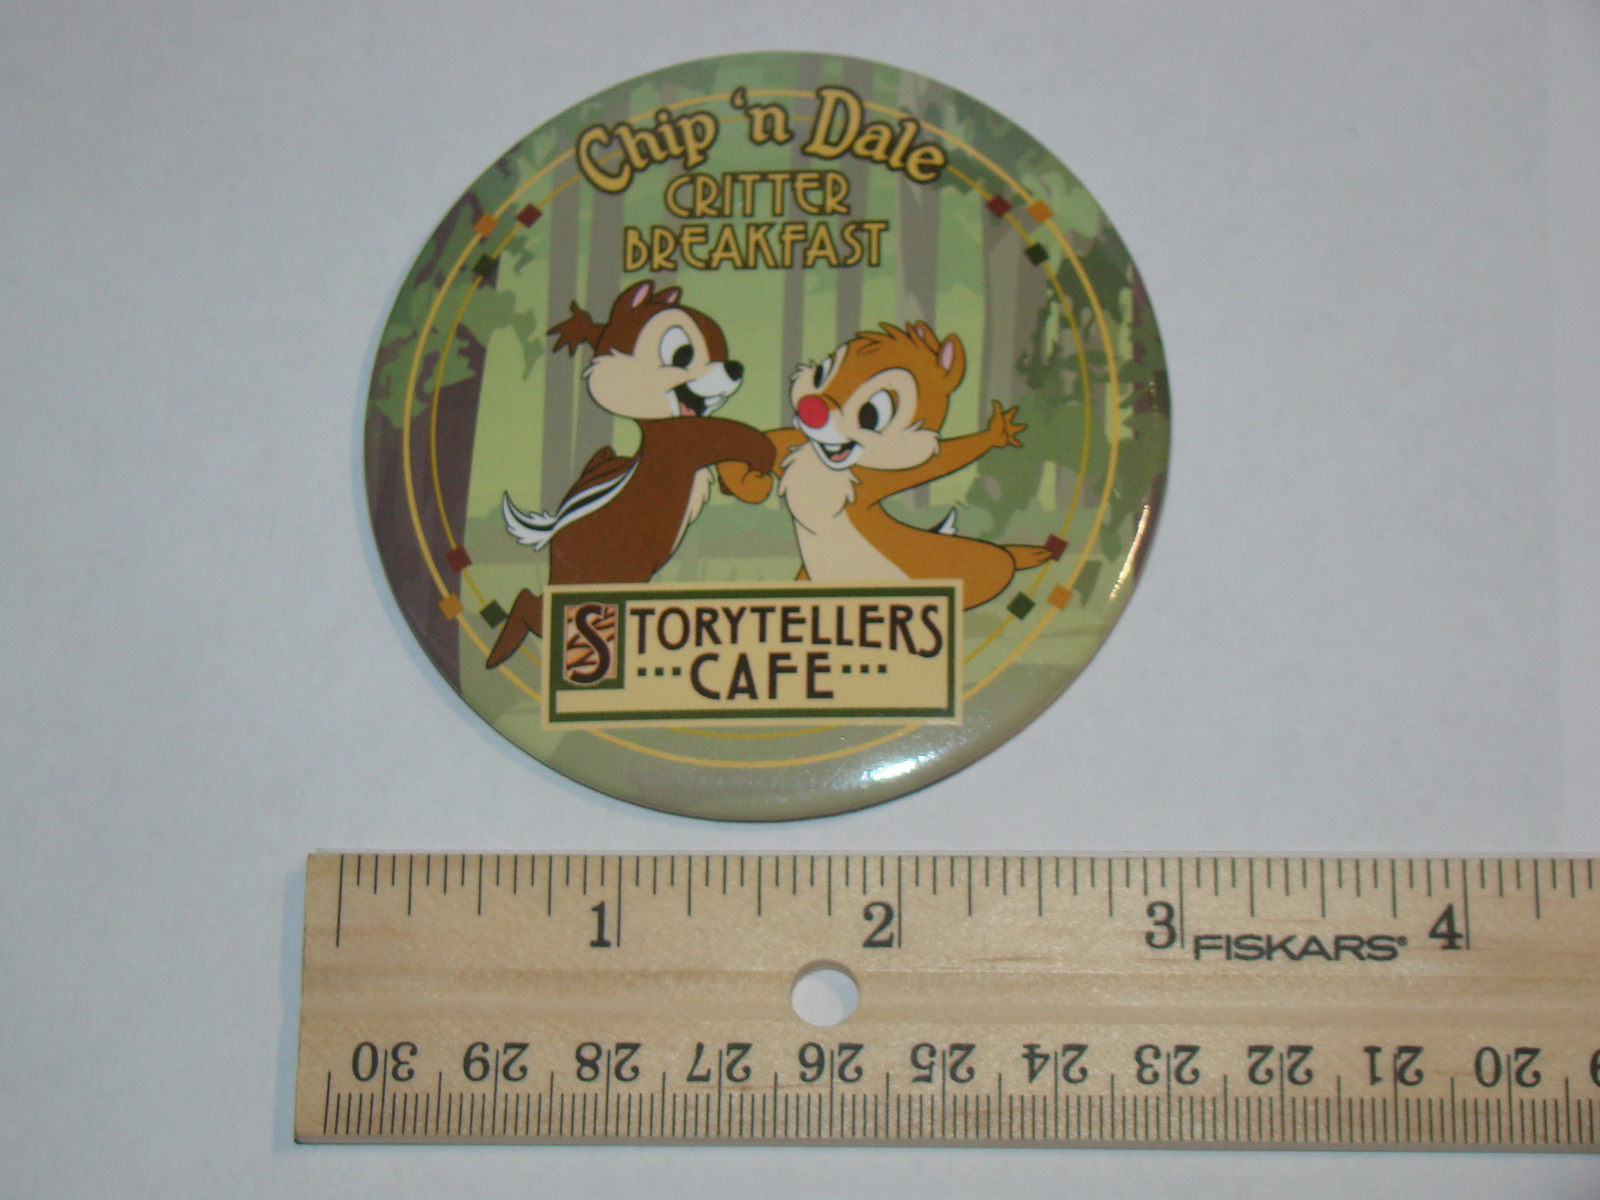 Chip 'n Dale
CRITTER
BREAKFAST
STORYTELLERS
CAFE
1 2 3 4
FISKARS®
30 29 28 27 26 25 24 23 22 21 20